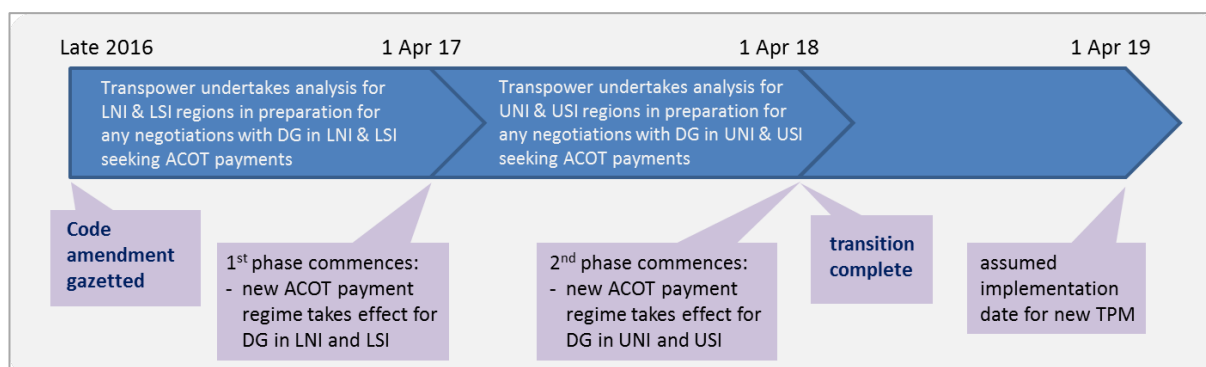 Late 2016
1 Apr 17
1 Apr 18
1 Apr 19
Transpower undertakes analysis for
LNI & LSI regions in preparation for
any negotiations with DG in LNI & LSI
seeking ACOT payments
Transpower undertakes analysis for
UNI & USI regions in preparation for
any negotiations with DG in UNI & USI
seeking ACOT payments
Code
amendment
gazetted
1st phase commences:
- new ACOT payment
regime takes effect for
DG in LNI and LSI
2nd phase commences:
- new ACOT payment
regime takes effect for
DG in UNI and USI
transition
complete
assumed
implementation
date for new TPM